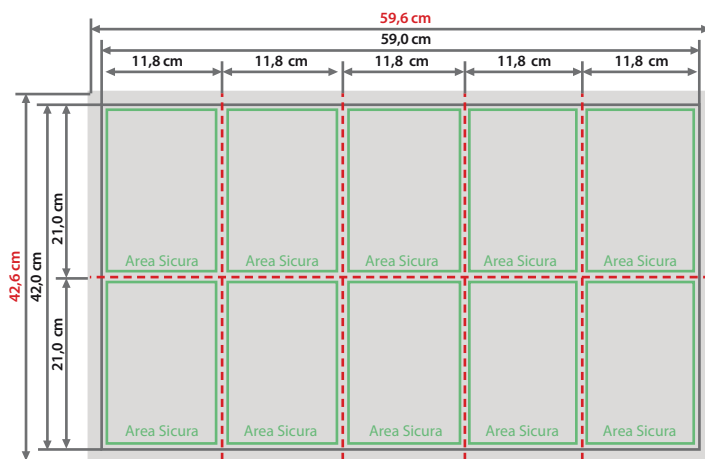 59,6 cm
59,0 cm
11,8 cm 11,8 cm 11,8 cm 11,8 cm 11,8 cm
42,6 cm
42,0 cm
21,0 cm
21,0 cm
Area Sicura Area Sicura Area Sicura Area Sicura Area Sicura
Area Sicura Area Sicura Area Sicura Area Sicura Area Sicura